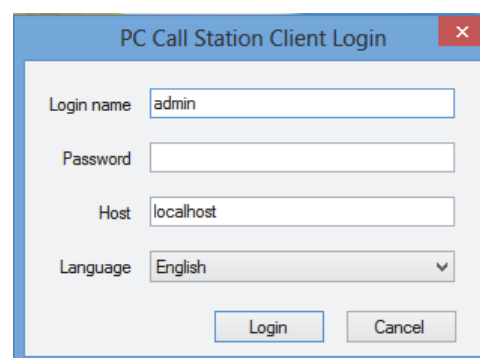 PC Call Station Client Login
Login name admin
Password
Host localhost
Language English
Login Cancel